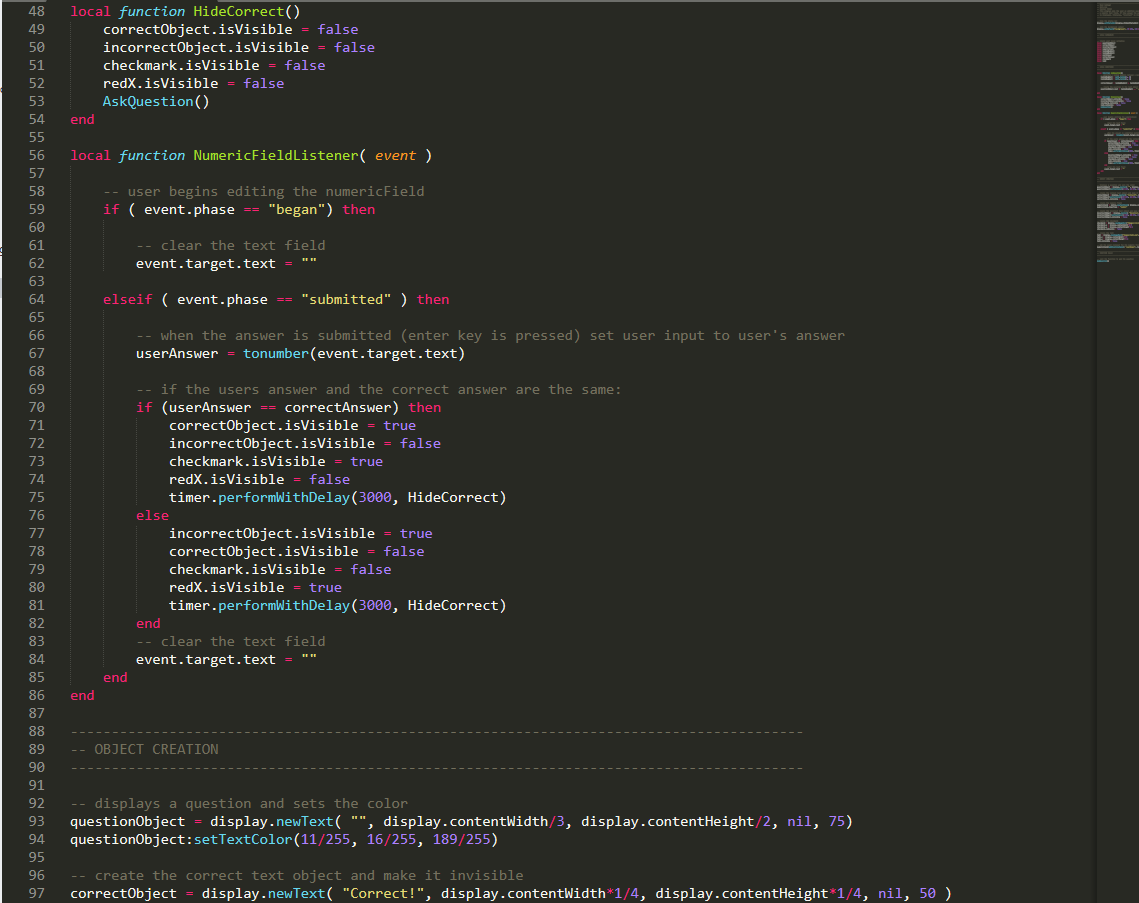 48 local function HideCorrect()
49     correctObject.isVisible = false
50     incorrectObject.isVisible = false
51     checkmark.isVisible = false
52     redX.isVisible = false
53     AskQuestion()
54 end
55
56 local function NumericFieldListener( event )
57
58     -- user begins editing the numericField
59     if ( event.phase == "began") then
60
61         -- clear the text field
62         event.target.text = ""
63
64     elseif ( event.phase == "submitted" ) then
65
66         -- when the answer is submitted (enter key is pressed) set user input to user's answer
67         userAnswer = tonumber(event.target.text)
68
69         -- if the users answer and the correct answer are the same:
70         if (userAnswer == correctAnswer) then
71             correctObject.isVisible = true
72             incorrectObject.isVisible = false
73             checkmark.isVisible = true
74             redX.isVisible = false
75             timer.performWithDelay(3000, HideCorrect)
76         else
77             incorrectObject.isVisible = true
78             correctObject.isVisible = false
79             checkmark.isVisible = false
80             redX.isVisible = true
81             timer.performWithDelay(3000, HideCorrect)
82         end
83         -- clear the text field
84         event.target.text = ""
85     end
86 end
87
88 -----------------------------------------------------------------------------------------
89 -- OBJECT CREATION
90 -----------------------------------------------------------------------------------------
91
92 -- displays a question and sets the color
93 questionObject = display.newText( "", display.contentWidth/3, display.contentHeight/2, nil, 75)
94 questionObject:setTextColor(11/255, 16/255, 189/255)
95
96 -- create the correct text object and make it invisible
97 correctObject = display.newText( "Correct!", display.contentWidth*1/4, display.contentHeight*1/4, nil, 50 )